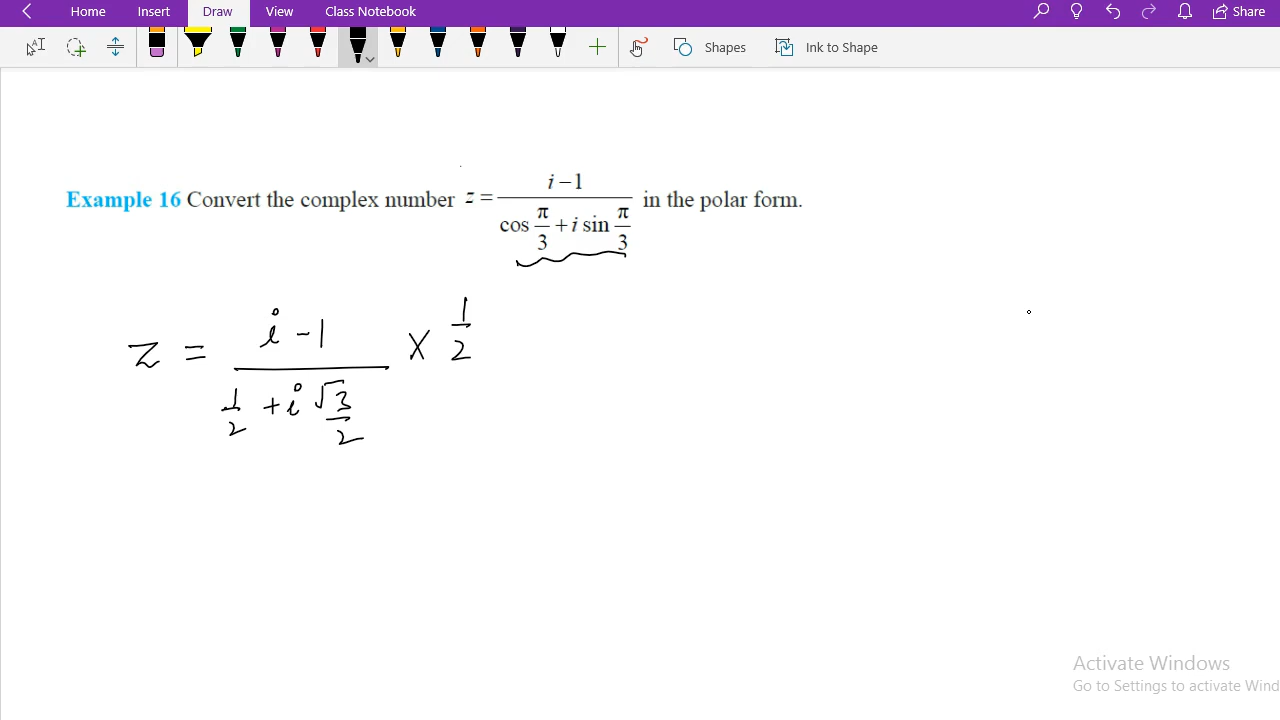 Home Insert Draw View Class Notebook Share
Shapes Ink to Shape
Example 16 Convert the complex number z = (i − 1)/(cos π/3 + i sin π/3) in the polar form.
z = (i − 1)/(1/2 + i √3/2) × 1/2
Activate Windows
Go to Settings to activate Wind